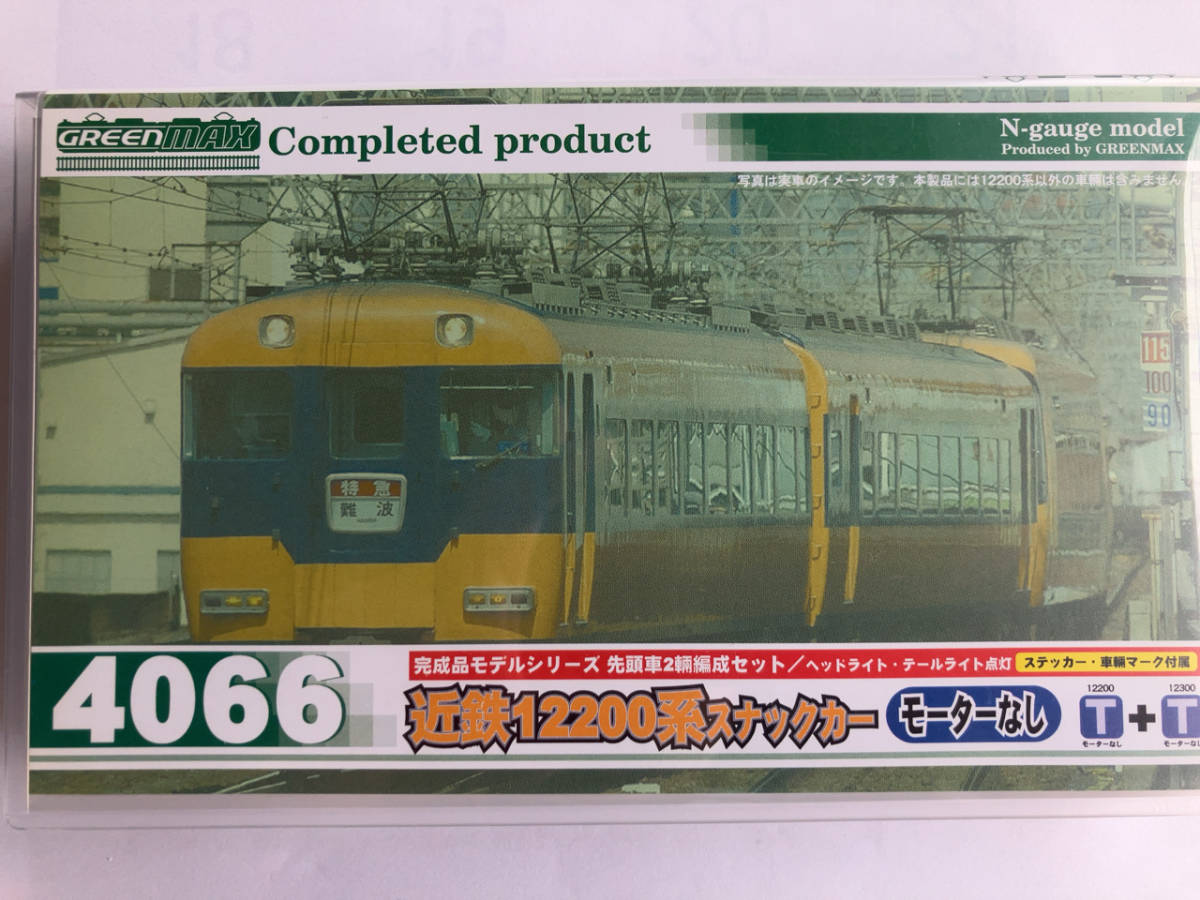 GREENMAX Completed product
N-gauge model
Produced by GREENMAX
写真は実車のイメージです。本製品には12200系以外の車輛は含みません
115
100
90
特急
難波
4066
完成品モデルシリーズ 先頭車2輛編成セット/ヘッドライト・テールライト点灯 ステッカー・車輛マーク付属
近鉄12200系スナックカー モーターなし
12200 12300
T + T
モーターなし モーターなし